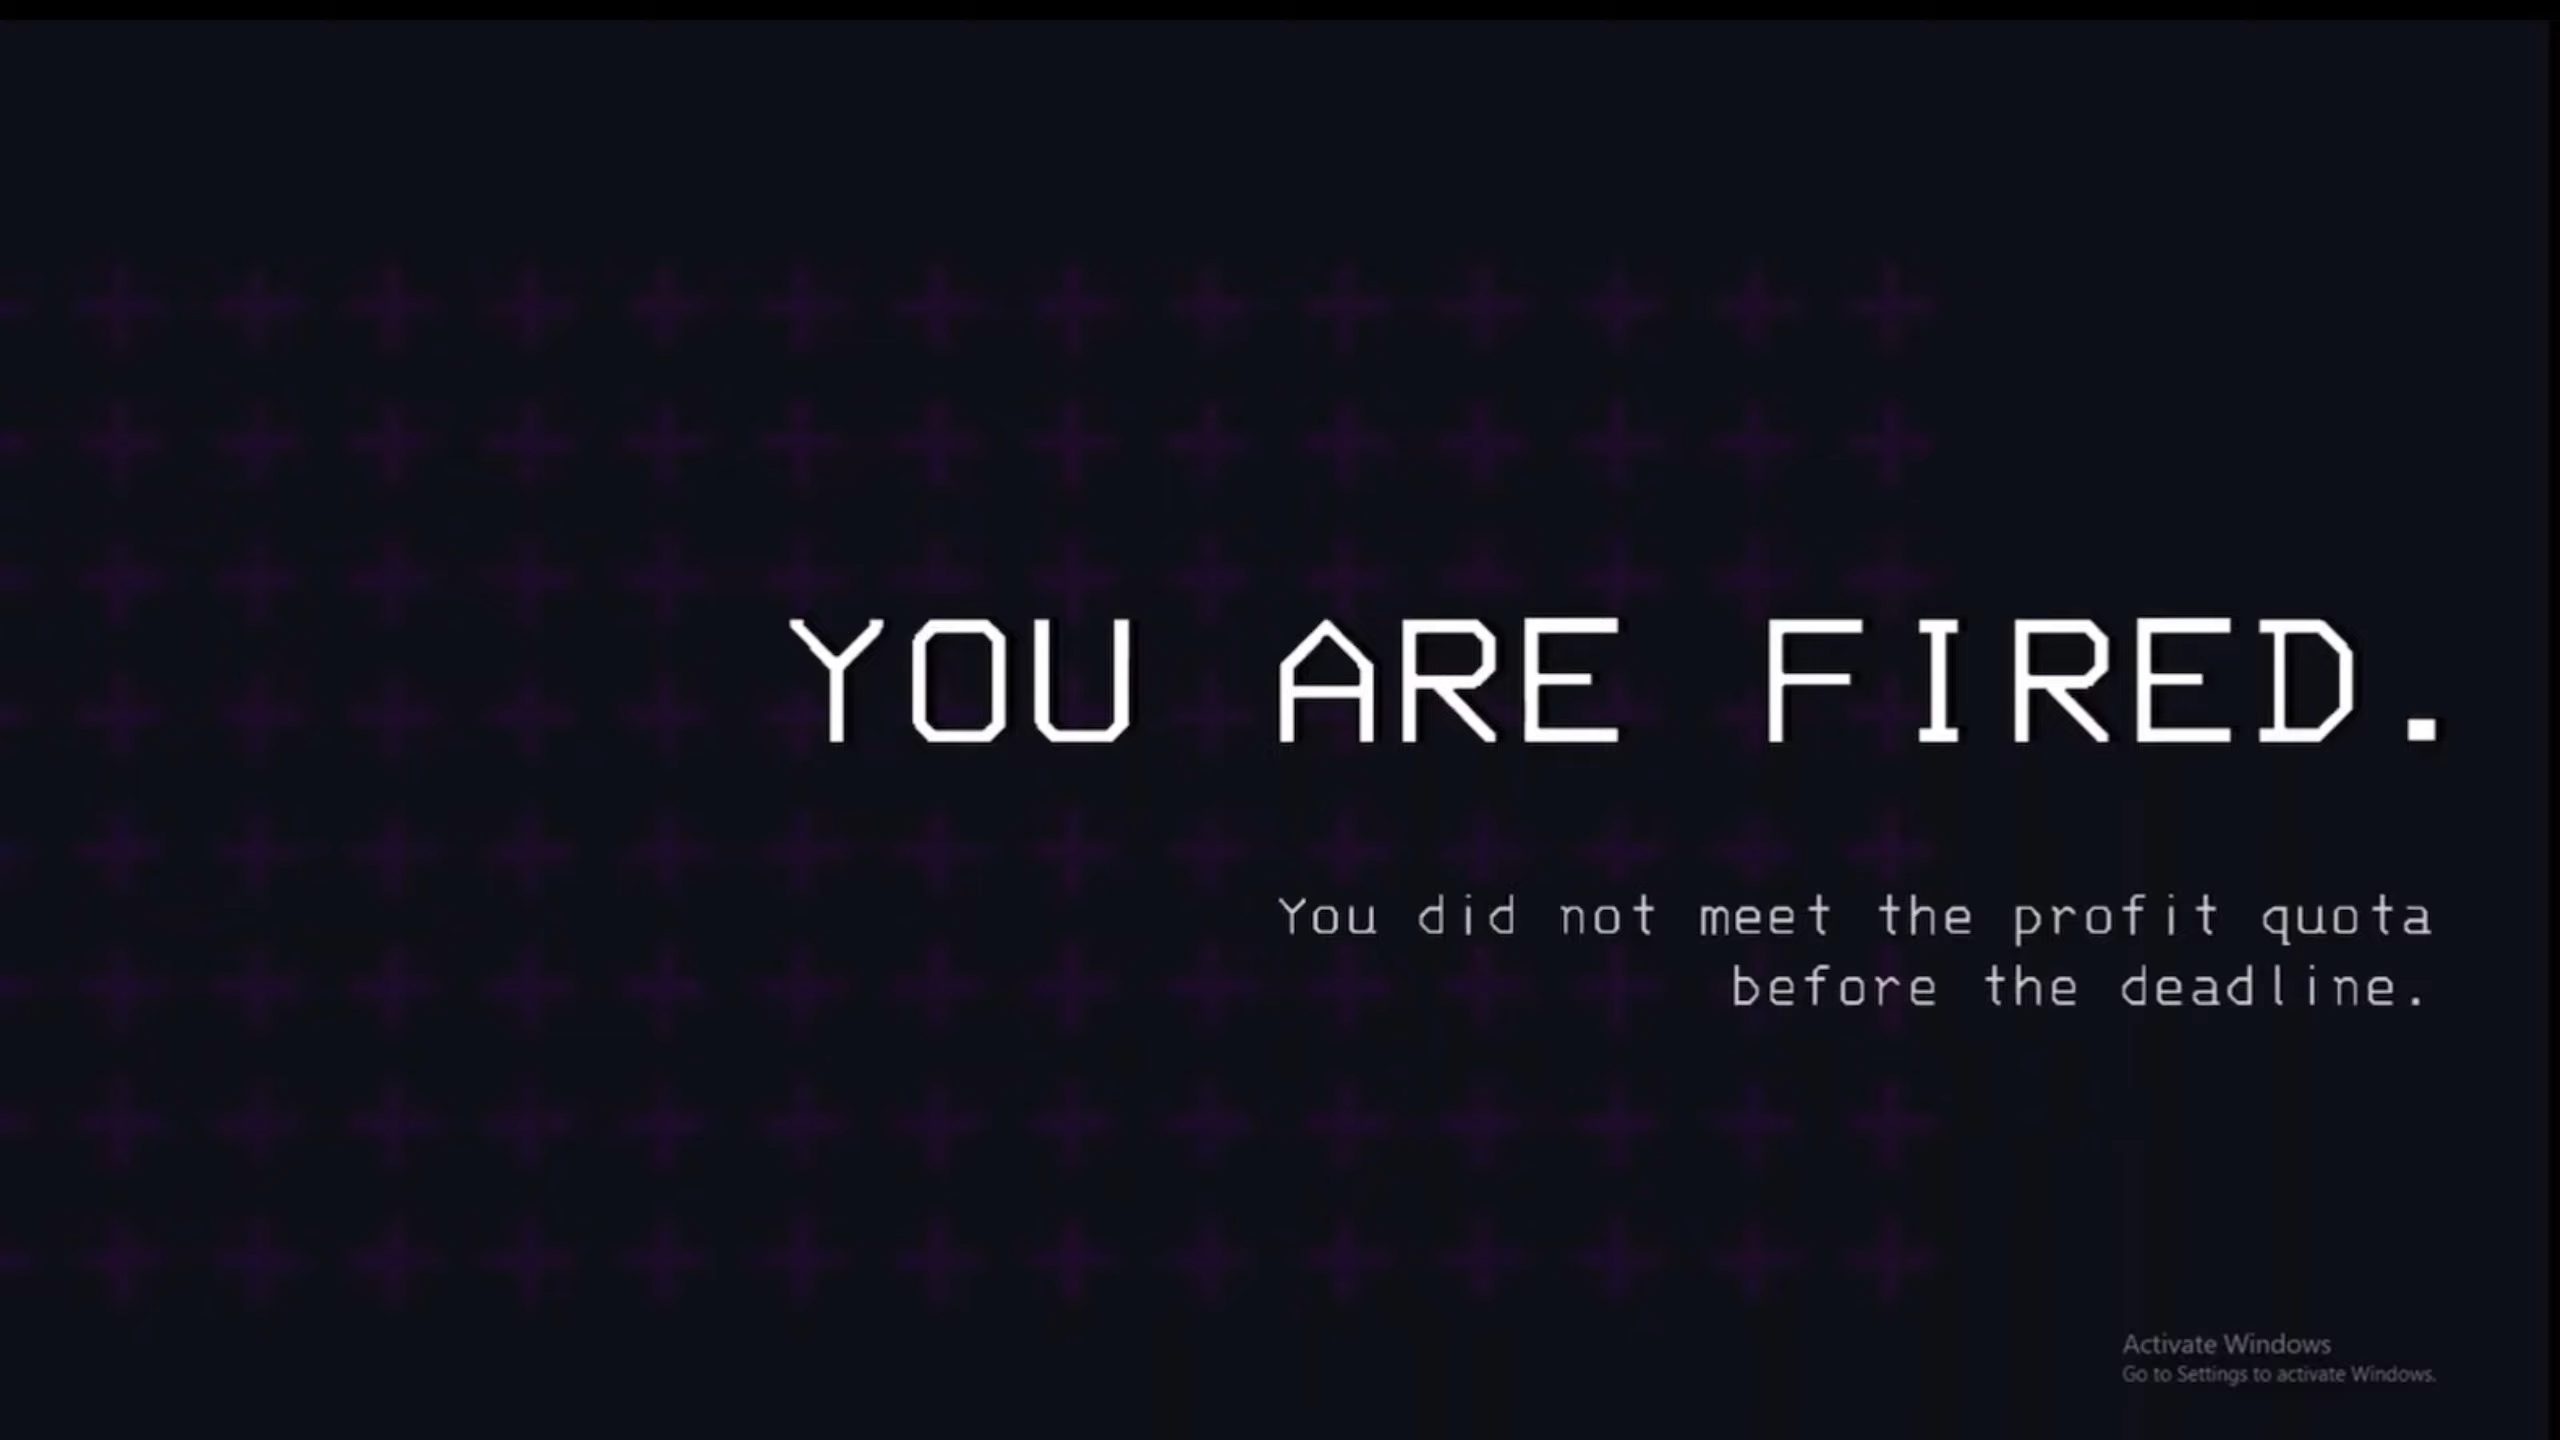 YOU ARE FIRED.
You did not meet the profit quota
before the deadline.
Activate Windows
Go to Settings to activate Windows.